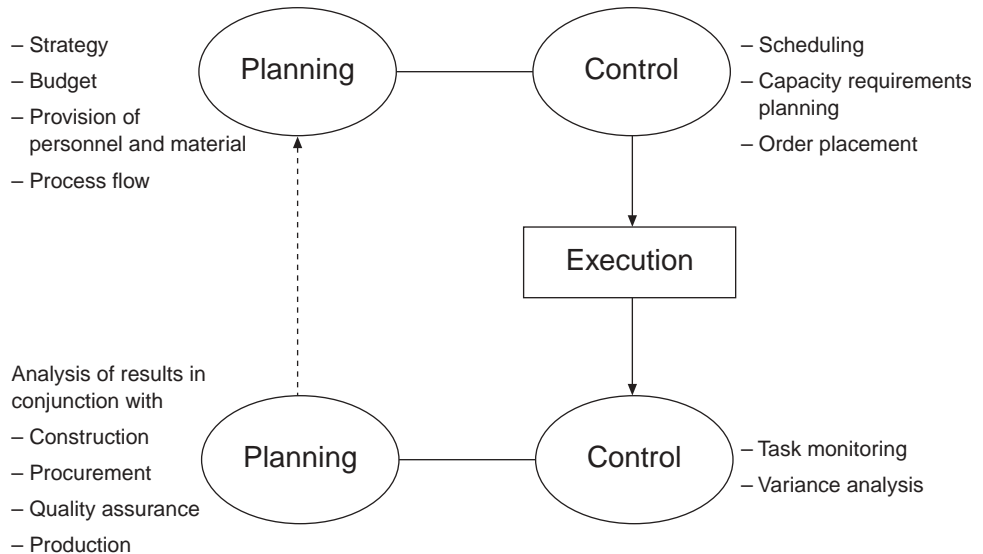 – Strategy
– Budget
– Provision of
personnel and material
– Process flow
Planning
Control
– Scheduling
– Capacity requirements
planning
– Order placement
Execution
Analysis of results in
conjunction with
– Construction
– Procurement
– Quality assurance
– Production
Planning
Control
– Task monitoring
– Variance analysis